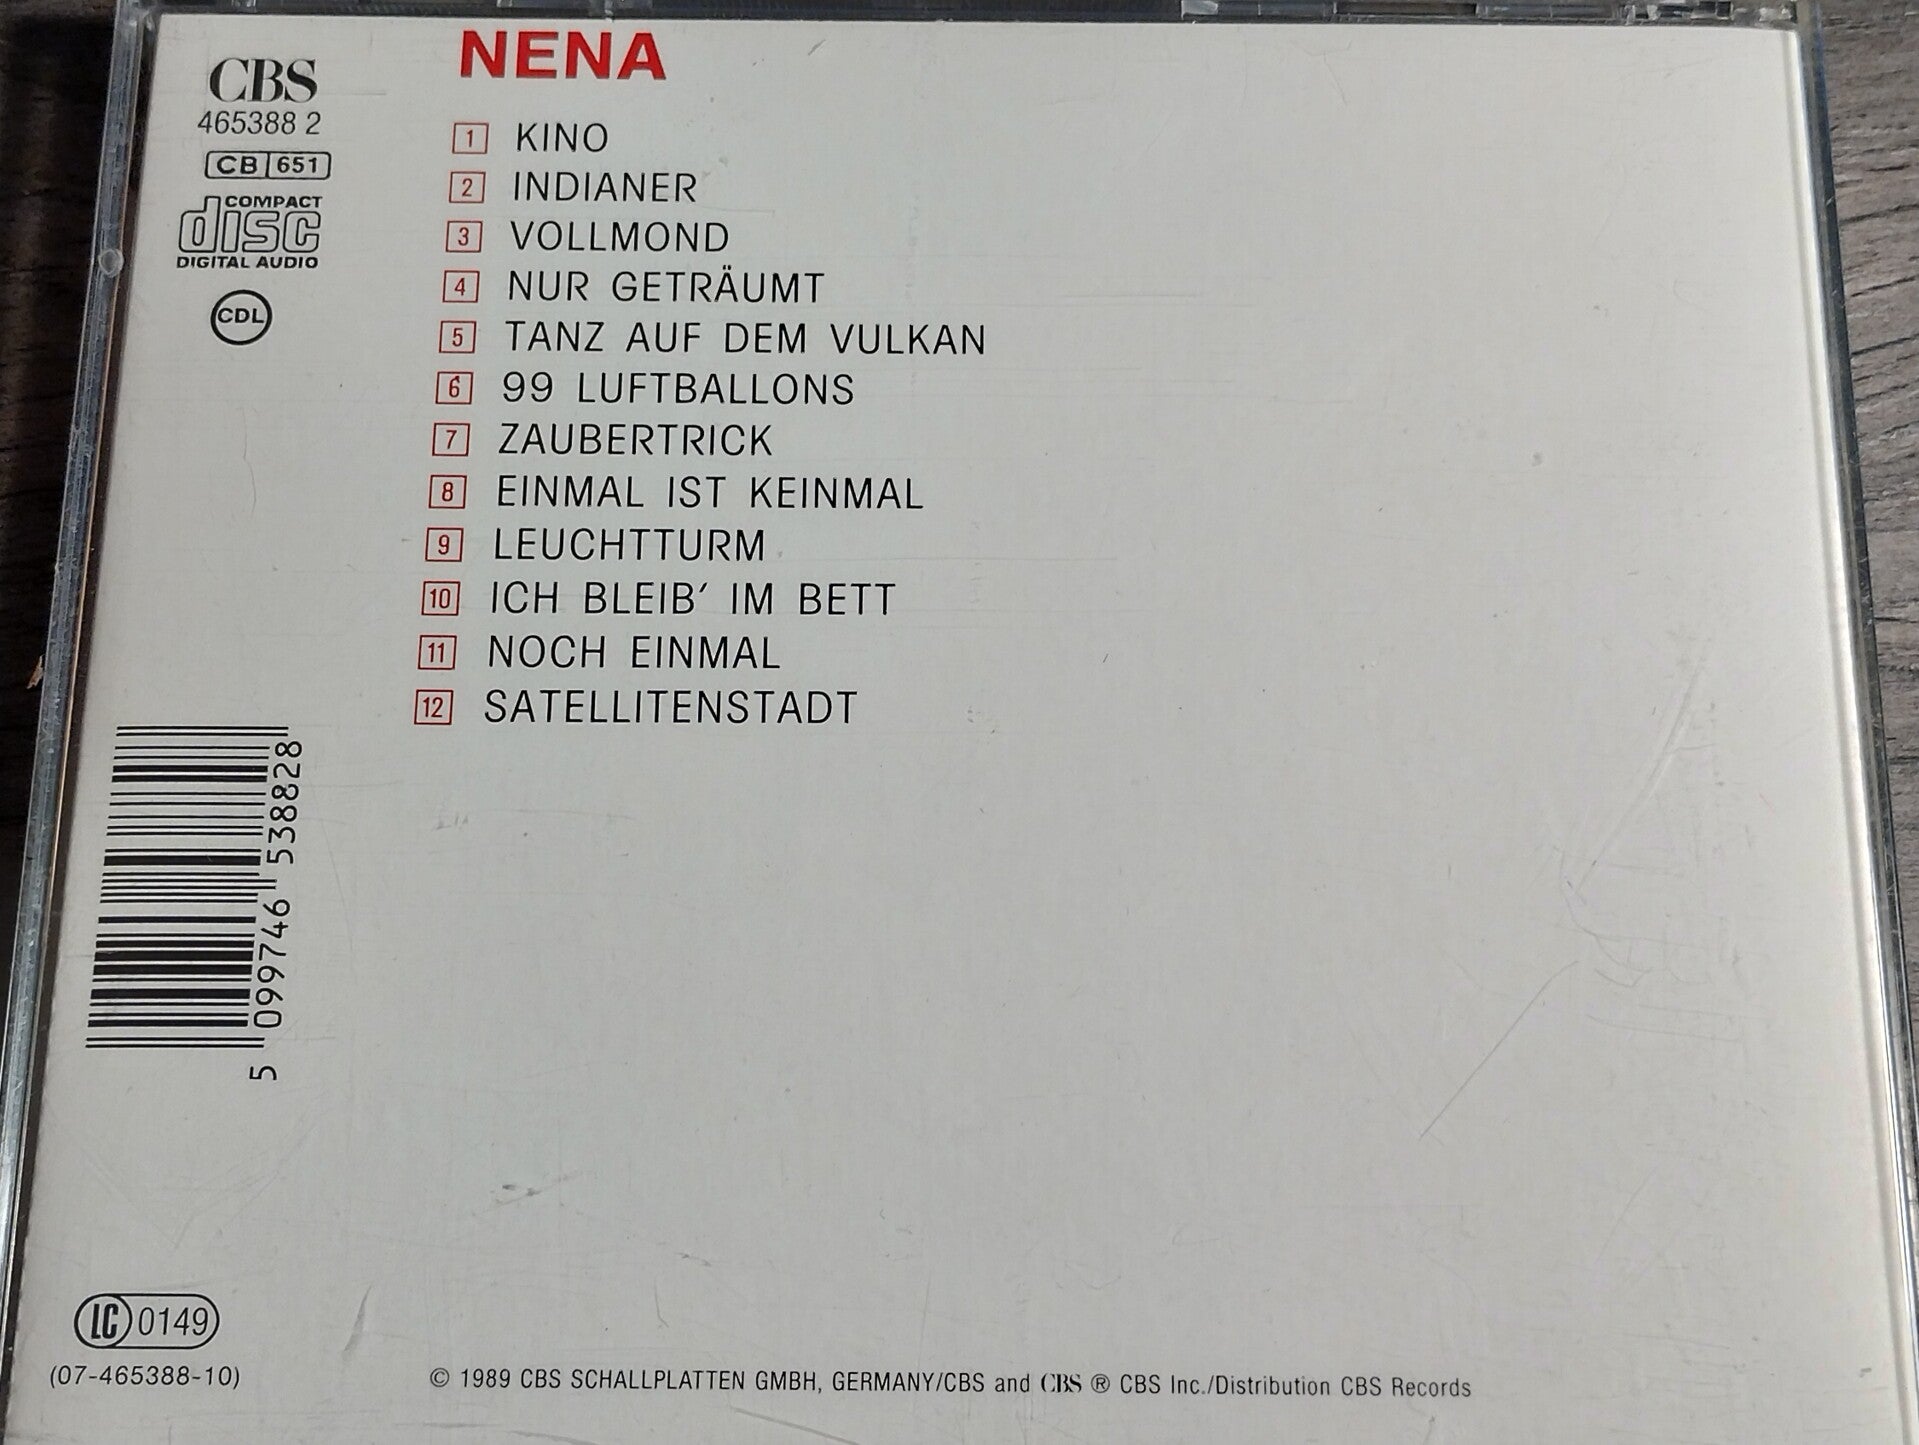 NENA
CBS
465388 2
CB 651
COMPACT
disc
DIGITAL AUDIO
CDL
1 KINO
2 INDIANER
3 VOLLMOND
4 NUR GETRÄUMT
5 TANZ AUF DEM VULKAN
6 99 LUFTBALLONS
7 ZAUBERTRICK
8 EINMAL IST KEINMAL
9 LEUCHTTURM
10 ICH BLEIB´ IM BETT
11 NOCH EINMAL
12 SATELLITENSTADT
5 099746 538828
LC 0149
(07-465388-10)
© 1989 CBS SCHALLPLATTEN GMBH, GERMANY/CBS and CBS ® CBS Inc./Distribution CBS Records